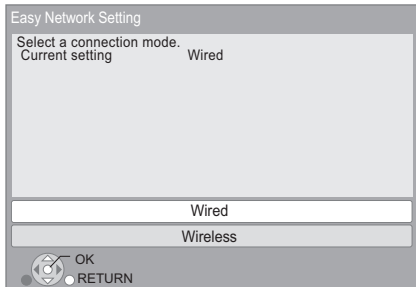 Easy Network Setting
Select a connection mode.
Current setting Wired
Wired
Wireless
OK
RETURN